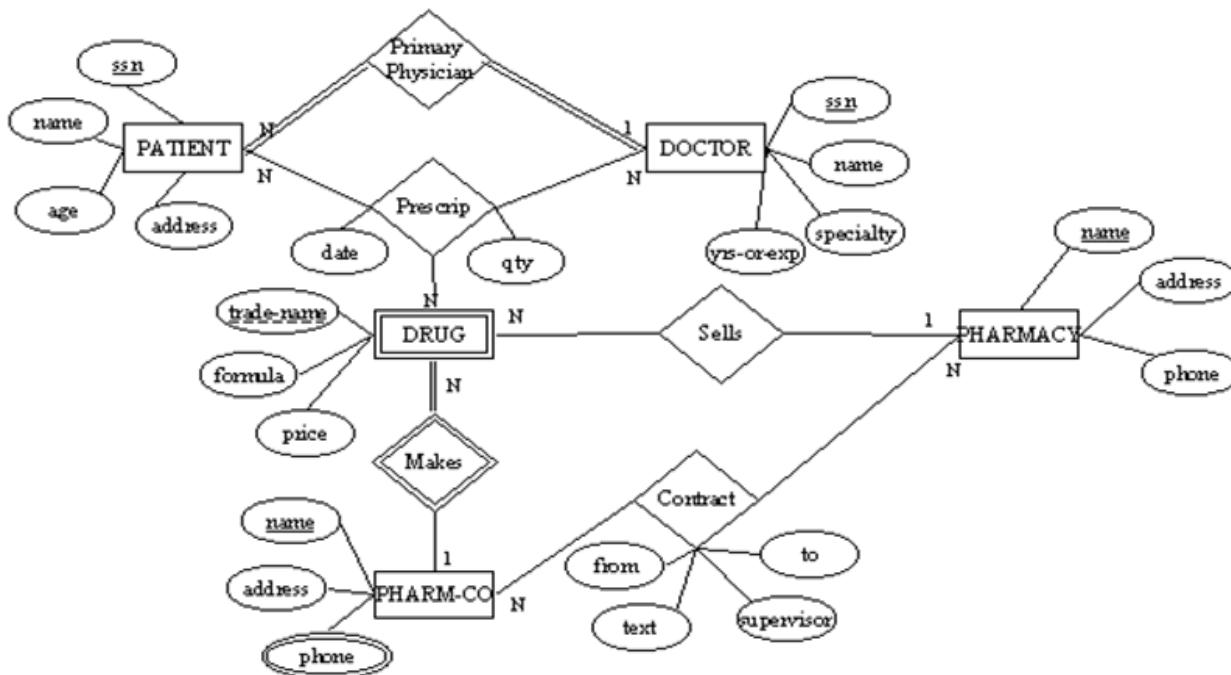 Primary
Physician
ssn
N
1
ssn
name
PATIENT
DOCTOR
N
N
name
Prescrip
age
address
date
qty
yrs-or-exp
specialty
name
address
trade-name
N
N
1
DRUG
Sells
PHARMACY
N
N
formula
phone
price
Makes
Contract
name
from
to
1
address
PHARM-CO
N
text
supervisor
phone